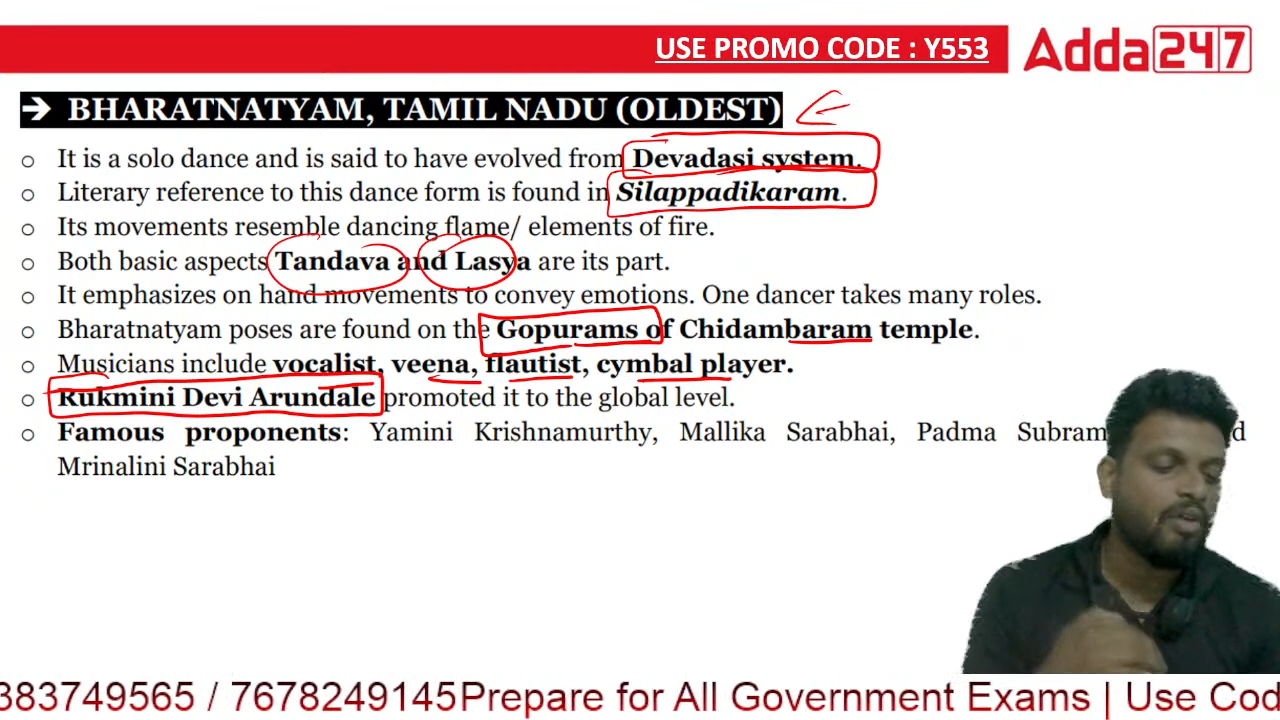 USE PROMO CODE : Y553
Adda247
➔ BHARATNATYAM, TAMIL NADU (OLDEST)
o It is a solo dance and is said to have evolved from Devadasi system.
o Literary reference to this dance form is found in Silappadikaram.
o Its movements resemble dancing flame/ elements of fire.
o Both basic aspects Tandava and Lasya are its part.
o It emphasizes on hand movements to convey emotions. One dancer takes many roles.
o Bharatnatyam poses are found on the Gopurams of Chidambaram temple.
o Musicians include vocalist, veena, flautist, cymbal player.
o Rukmini Devi Arundale promoted it to the global level.
o Famous proponents: Yamini Krishnamurthy, Mallika Sarabhai, Padma
Mrinalini Sarabhai
383749565 / 7678249145Prepare for All Government Exams | Use Cod